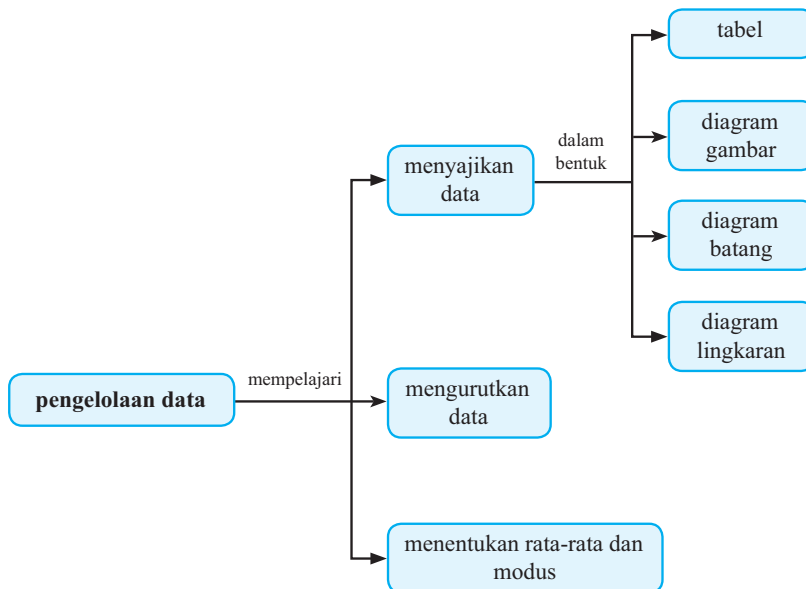 tabel
diagram
gambar
dalam
bentuk
menyajikan
data
diagram
batang
diagram
lingkaran
mempelajari
pengelolaan data
mengurutkan
data
menentukan rata-rata dan
modus